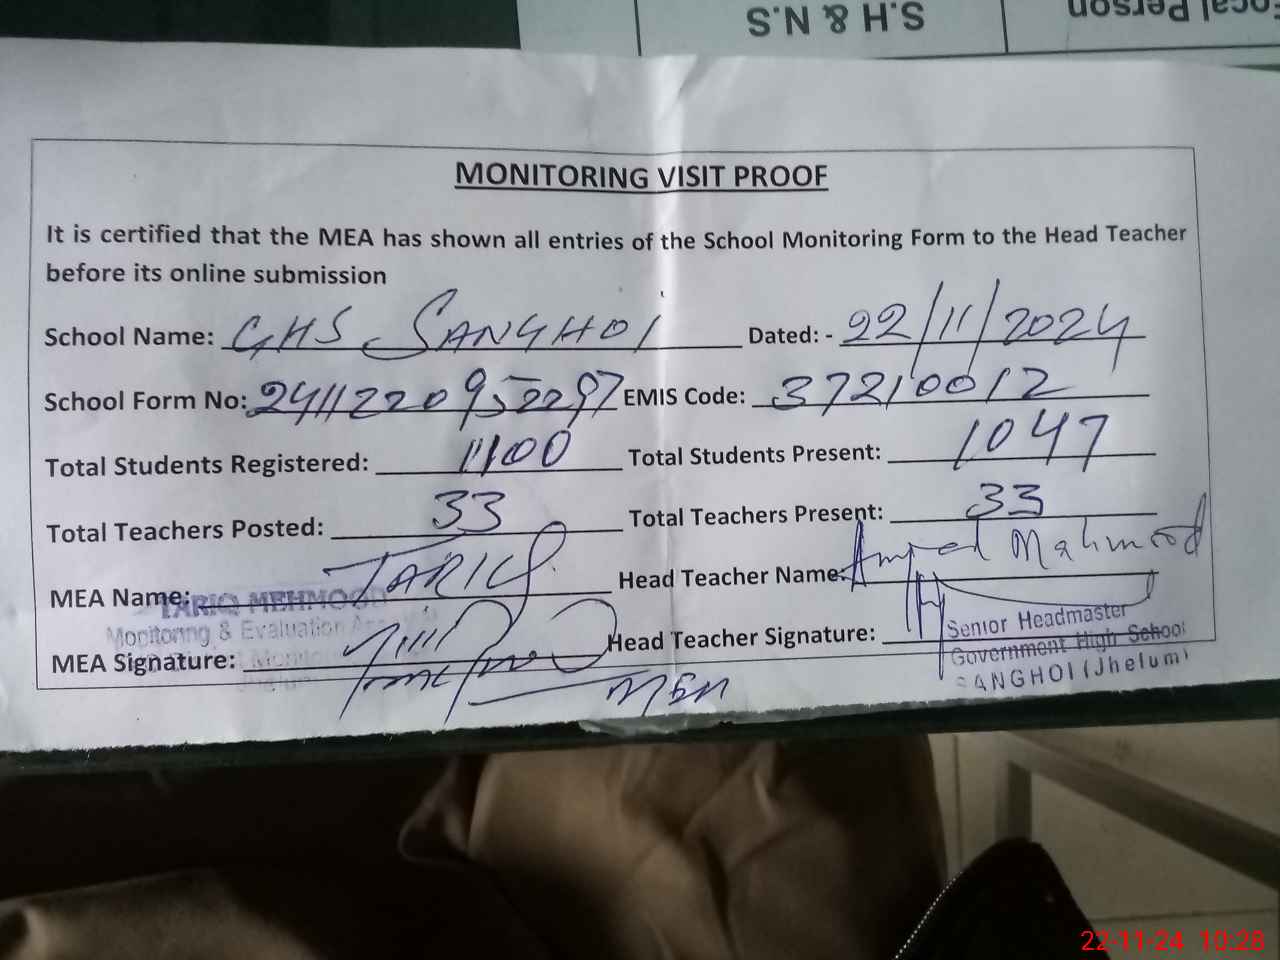 Focal Person
S.H & N.S
MONITORING VISIT PROOF
It is certified that the MEA has shown all entries of the School Monitoring Form to the Head Teacher
before its online submission
School Name: GHS SANGHOI Dated: - 22/11/2024
School Form No: 2411220952297 EMIS Code: 37210012
Total Students Registered: 1100 Total Students Present: 1047
Total Teachers Posted: 33 Total Teachers Present: 33
MEA Name: TARIQ Head Teacher Name: Mahmood
TARIQ MEHMOOD
Monitoring & Evaluation
MEA Signature: Head Teacher Signature:
Senior Headmaster
Government High School
SANGHOI (Jhelum)
MEA
22-11-24 10:28